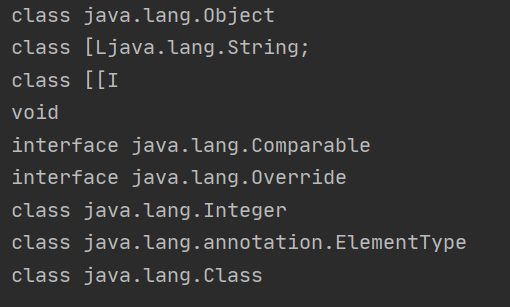 class java.lang.Object
class [Ljava.lang.String;
class [[I
void
interface java.lang.Comparable
interface java.lang.Override
class java.lang.Integer
class java.lang.annotation.ElementType
class java.lang.Class